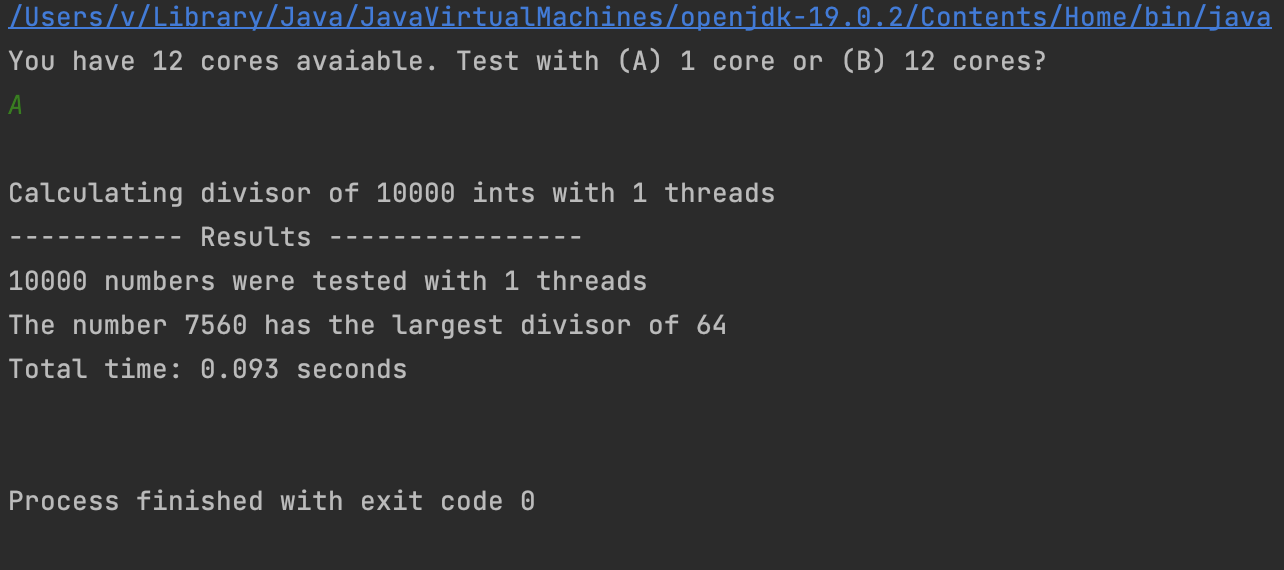 /Users/v/Library/Java/JavaVirtualMachines/openjdk-19.0.2/Contents/Home/bin/java
You have 12 cores avaiable. Test with (A) 1 core or (B) 12 cores?
A
Calculating divisor of 10000 ints with 1 threads
----------- Results ----------------
10000 numbers were tested with 1 threads
The number 7560 has the largest divisor of 64
Total time: 0.093 seconds
Process finished with exit code 0